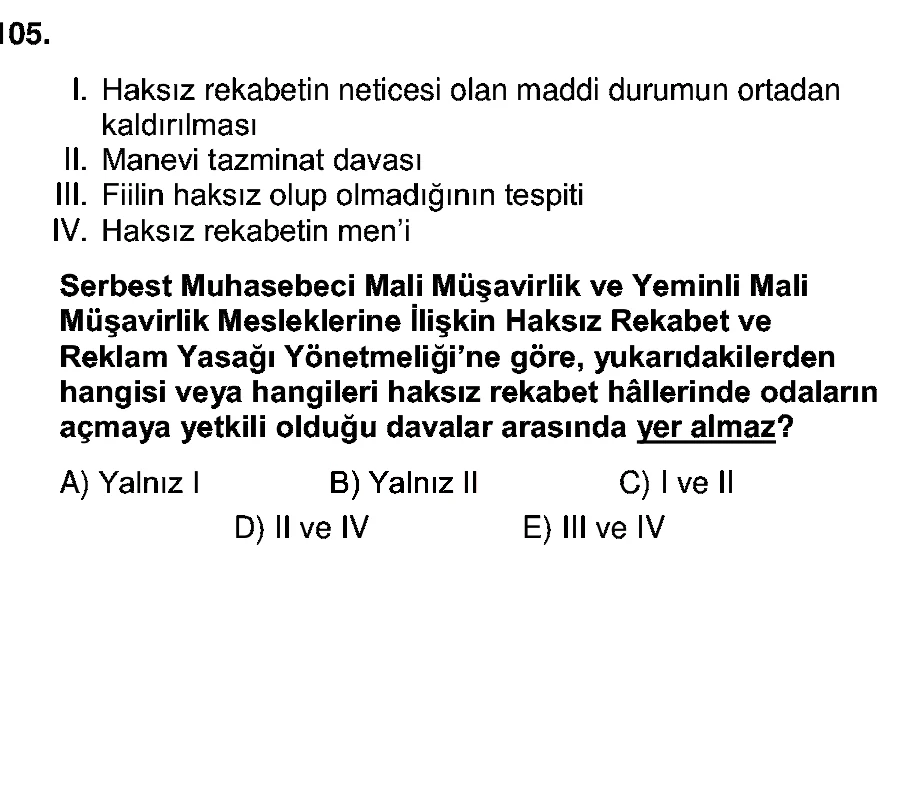 105.
I. Haksız rekabetin neticesi olan maddi durumun ortadan
kaldırılması
II. Manevi tazminat davası
III. Fiilin haksız olup olmadığının tespiti
IV. Haksız rekabetin men’i
Serbest Muhasebeci Mali Müşavirlik ve Yeminli Mali
Müşavirlik Mesleklerine İlişkin Haksız Rekabet ve
Reklam Yasağı Yönetmeliği’ne göre, yukarıdakilerden
hangisi veya hangileri haksız rekabet hâllerinde odaların
açmaya yetkili olduğu davalar arasında yer almaz?
A) Yalnız I B) Yalnız II C) I ve II
D) II ve IV E) III ve IV